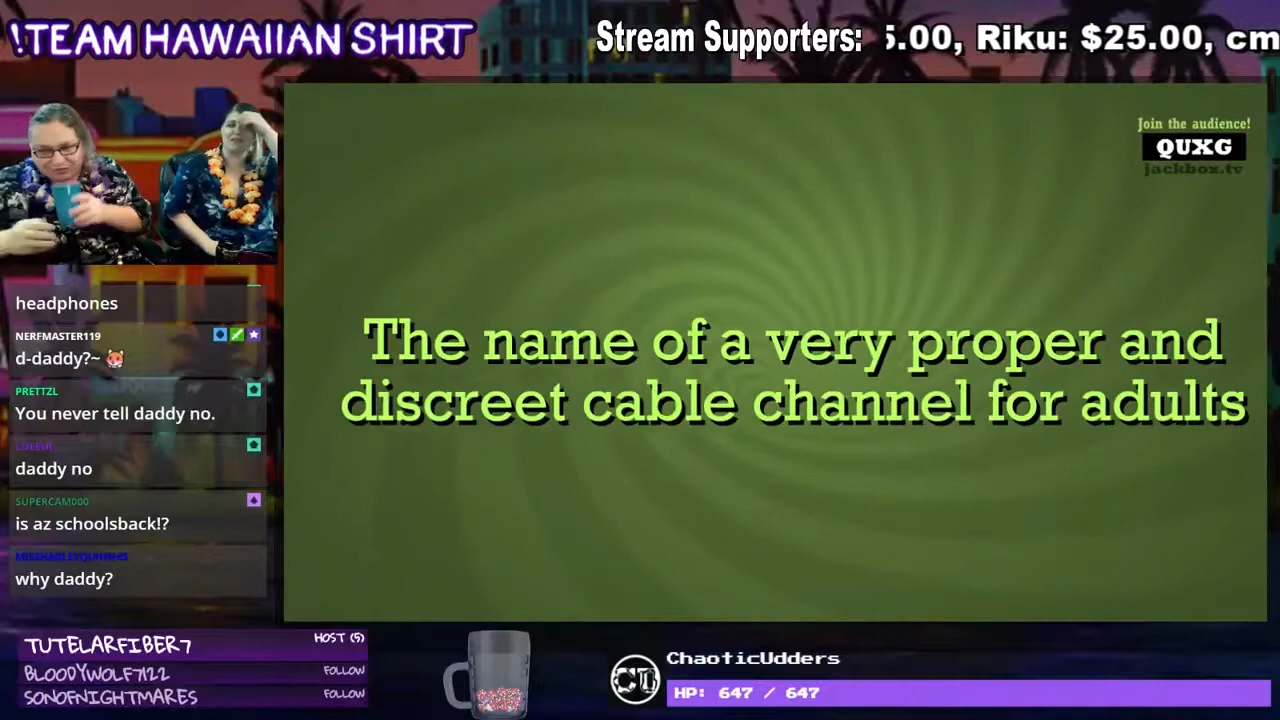 !TEAM HAWAIIAN SHIRT
Stream Supporters:
5.00, Riku: $25.00, cm
Join the audience!
QUXG
jackbox.tv
The name of a very proper and
discreet cable channel for adults
headphones
NERFMASTER119
d-daddy?~
PRETTZL
You never tell daddy no.
daddy no
SUPERCAM000
is az schoolsback!?
why daddy?
TUTELARFIBER7
HOST (5)
BLOODYWOLF7122
FOLLOW
SONOFNIGHTMARES
FOLLOW
CU
ChaoticUdders
HP: 647 / 647